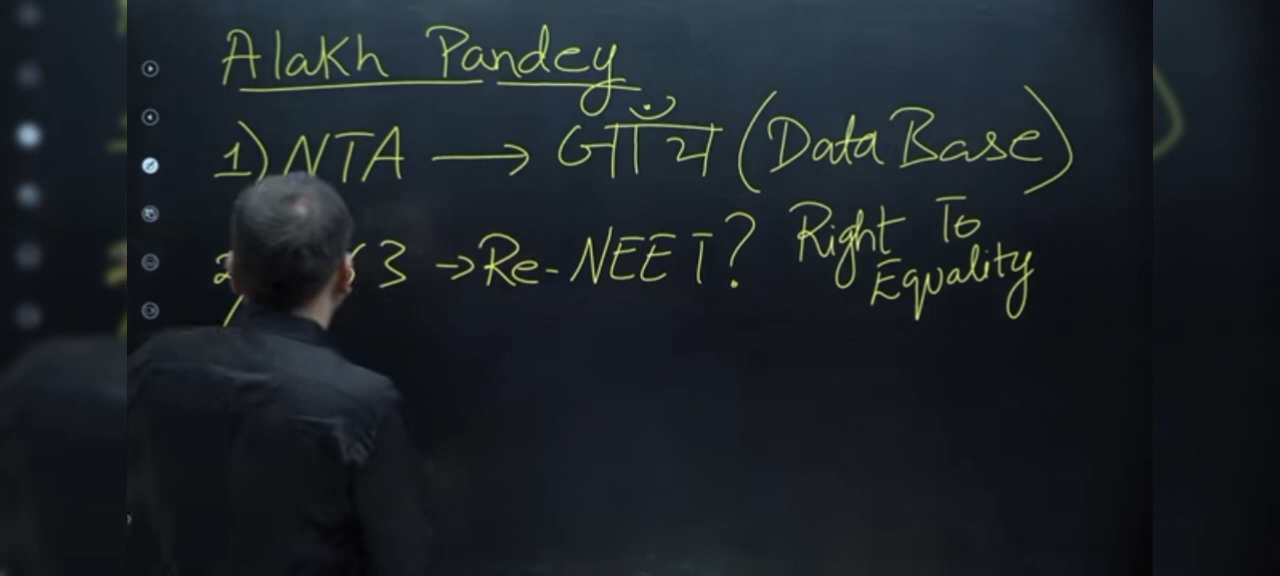 Alakh Pandey
1) NTA → जाँच (Data Base)
3 → Re-NEET? Right To
Equality